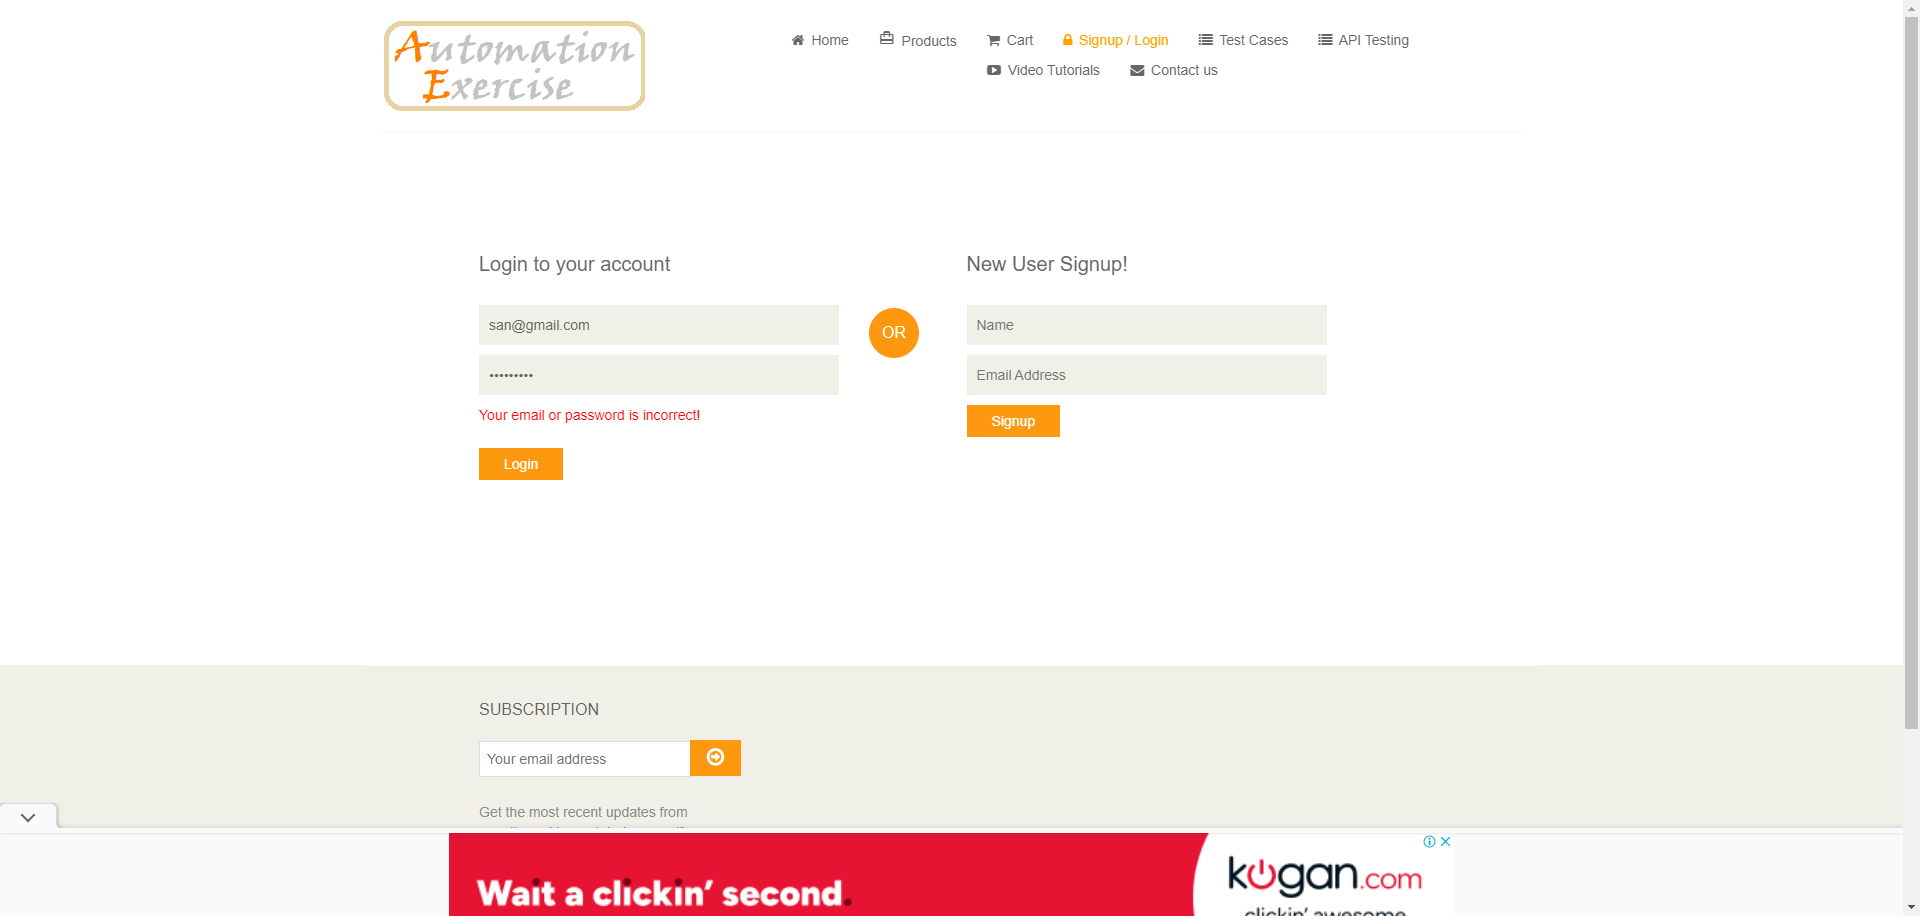 Automation
Exercise
Home
Products
Cart
Signup / Login
Test Cases
API Testing
Video Tutorials
Contact us
Login to your account
san@gmail.com
•••••••••
Your email or password is incorrect!
Login
OR
New User Signup!
Name
Email Address
Signup
SUBSCRIPTION
Your email address
Get the most recent updates from
Wait a clickin' second.
kogan.com
clickin' awesome